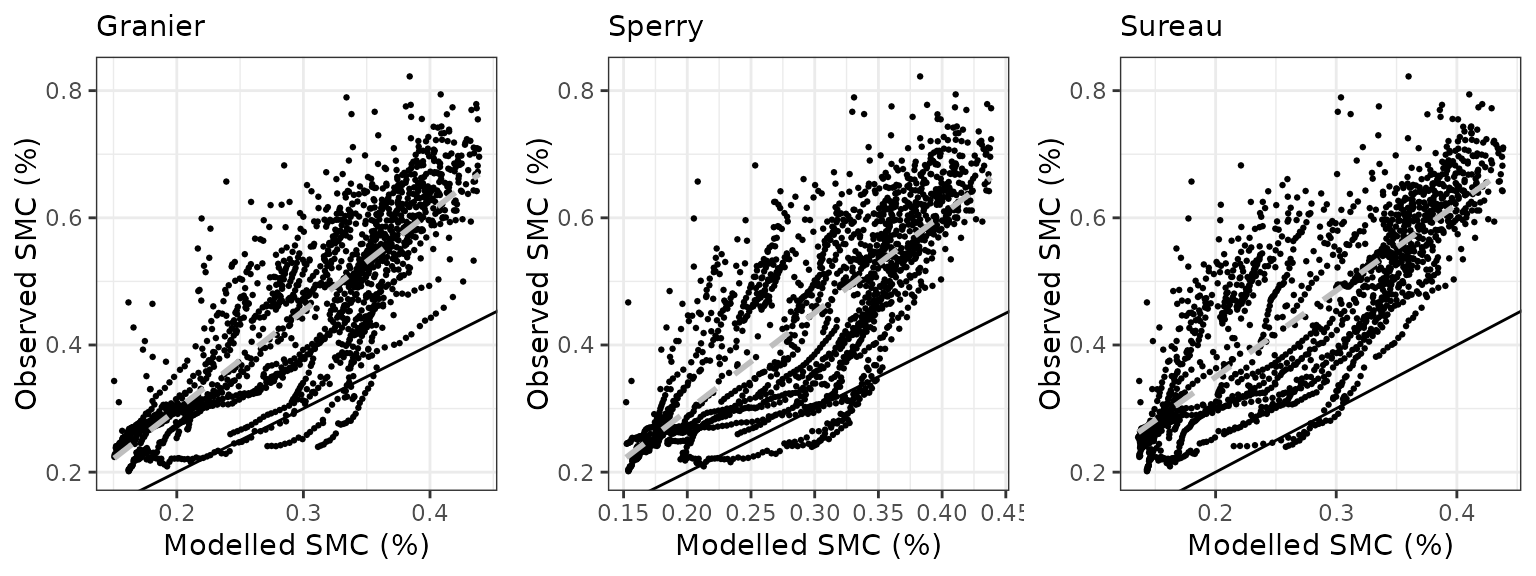 Granier
Sperry
Sureau
Observed SMC (%)
0.8
0.6
0.4
0.2
0.2 0.3 0.4
Modelled SMC (%)
Observed SMC (%)
0.8
0.6
0.4
0.2
0.15 0.20 0.25 0.30 0.35 0.40 0.45
Modelled SMC (%)
Observed SMC (%)
0.8
0.6
0.4
0.2
0.2 0.3 0.4
Modelled SMC (%)